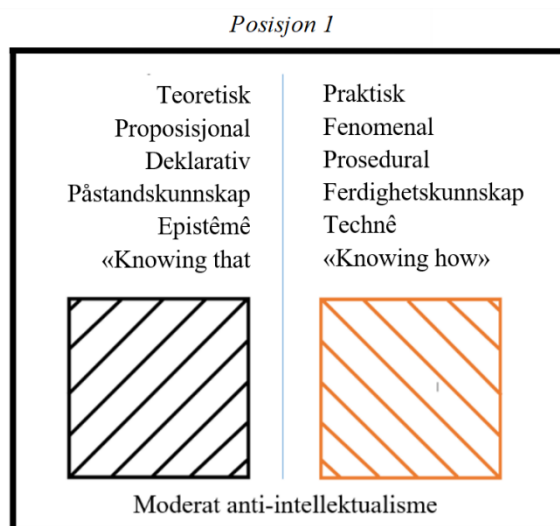 Posisjon 1
Teoretisk
Proposisjonal
Deklarativ
Påstandskunnskap
Epistêmê
«Knowing that
Praktisk
Fenomenal
Prosedural
Ferdighetskunnskap
Technê
«Knowing how»
Moderat anti-intellektualisme